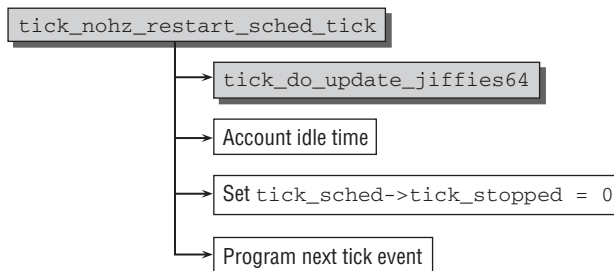 tick_nohz_restart_sched_tick
tick_do_update_jiffies64
Account idle time
Set tick_sched->tick_stopped = 0
Program next tick event